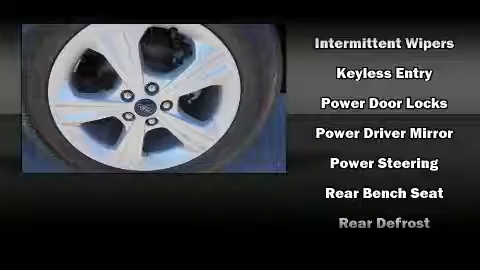 Intermittent Wipers
Keyless Entry
Power Door Locks
Power Driver Mirror
Power Steering
Rear Bench Seat
Rear Defrost